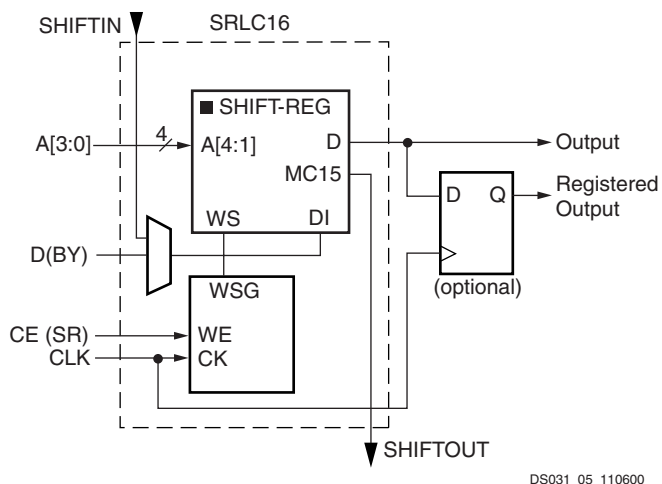 SHIFTIN
SRLC16
SHIFT-REG
A[3:0]
4
A[4:1]
D
MC15
Output
D
Q
Registered
Output
WS
DI
D(BY)
WSG
(optional)
CE (SR)
WE
CLK
CK
SHIFTOUT
DS031_05_110600